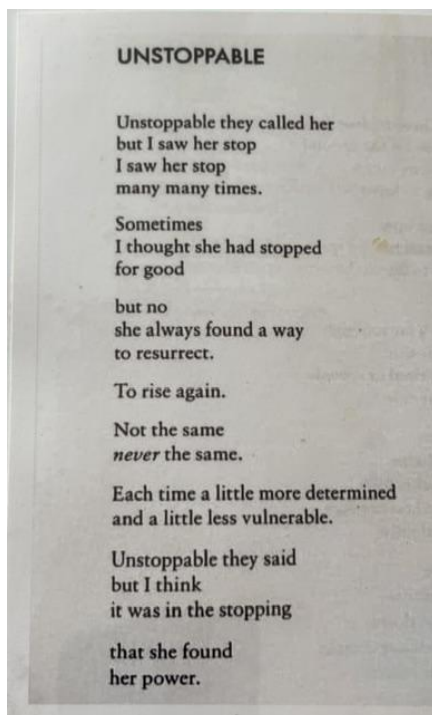 UNSTOPPABLE
Unstoppable they called her
but I saw her stop
I saw her stop
many many times.
Sometimes
I thought she had stopped
for good
but no
she always found a way
to resurrect.
To rise again.
Not the same
never the same.
Each time a little more determined
and a little less vulnerable.
Unstoppable they said
but I think
it was in the stopping
that she found
her power.